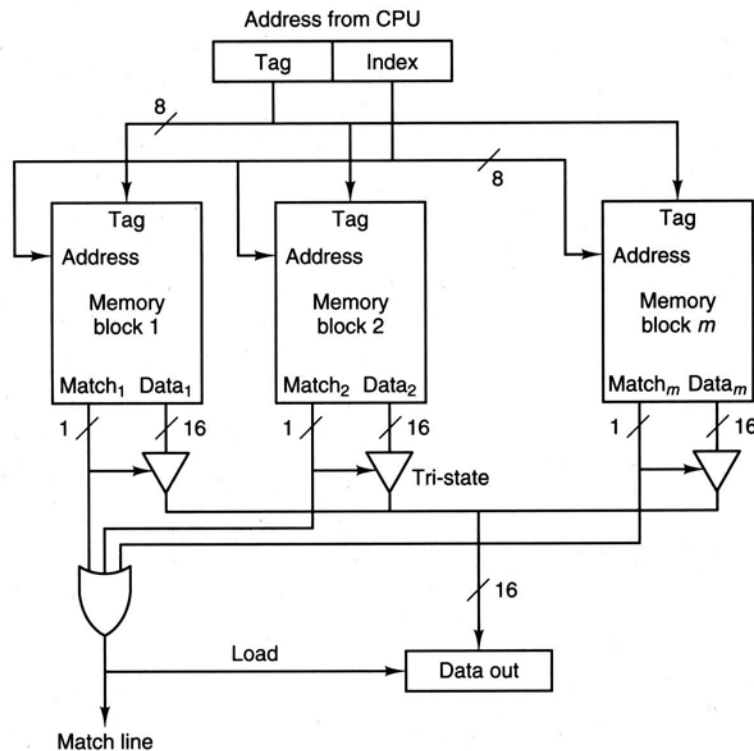 Address from CPU
Tag Index
8
8
Tag Tag Tag
Address Address Address
Memory block 1
Memory block 2
Memory block m
Match₁ Data₁
Match₂ Data₂
Matchₘ Dataₘ
1 16 1 16 1 16
Tri-state
16
Load
Data out
Match line